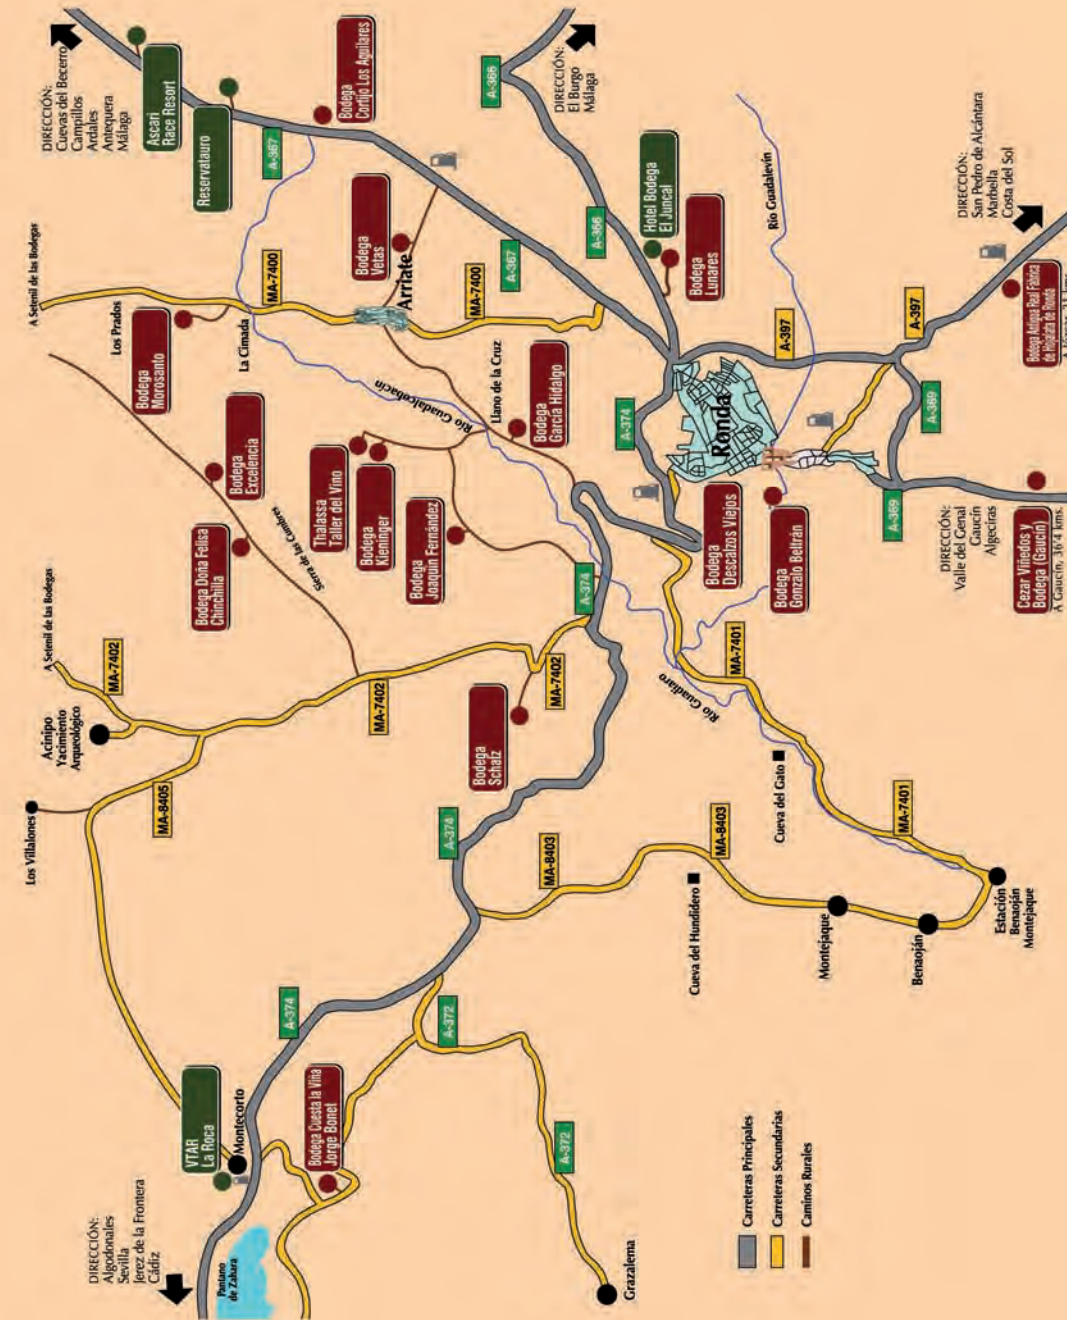 DIRECCIÓN:
Algodonales
Sevilla
Jerez de la Frontera
Cádiz
Pantano
de Zahara
VTAR
La Roca
Montecorto
Bodega Cuesta la Viña
Jorge Bonet
A-374
A-372
A-372
Grazalema
Carreteras Principales
Carreteras Secundarias
Caminos Rurales
Los Villalones
MA-8405
Acinipo
Yacimiento
Arqueológico
A Setenil de las Bodegas
MA-7402
MA-7402
MA-7402
A-374
MA-8403
MA-8403
Cueva del Hundidero
Cueva del Gato
Montejaque
Benaoján
Estación
Benaoján
Montejaque
MA-7401
MA-7401
Río Guadiaro
Bodega
Schatz
A-374
Sierra de las Cumbres
Bodega Doña Felisa
Chinchilla
Bodega
Excelencia
Bodega
Morosanto
Thalassa
Taller del Vino
Bodega
Kieninger
Bodega
Joaquín Fernández
Bodega
García Hidalgo
Llano de la Cruz
Río Guadalcobacín
La Cimada
Los Prados
A Setenil de las Bodegas
MA-7400
MA-7400
Arriate
Bodega
Vetas
DIRECCIÓN:
Cuevas del Becerro
Campillos
Ardales
Antequera
Málaga
Ascari
Race Resort
Reservatauro
A-367
Bodega
Cortijo Los Aguilares
A-367
A-366
A-366
DIRECCIÓN:
El Burgo
Málaga
Hotel Bodega
El Juncal
Bodega
Lunares
Río Guadalevín
A-374
Ronda
Bodega
Descalzos Viejos
Bodega
Gonzalo Beltrán
A-397
A-397
A-369
A-369
DIRECCIÓN:
San Pedro de Alcántara
Marbella
Costa del Sol
Bodega Antigua Real Fábrica
de Hojalata de Ronda
DIRECCIÓN:
Valle del Genal
Gaucín
Algeciras
Cezar Viñedos y
Bodega (Gaucín)
A Gaucín, 36'4 kms.